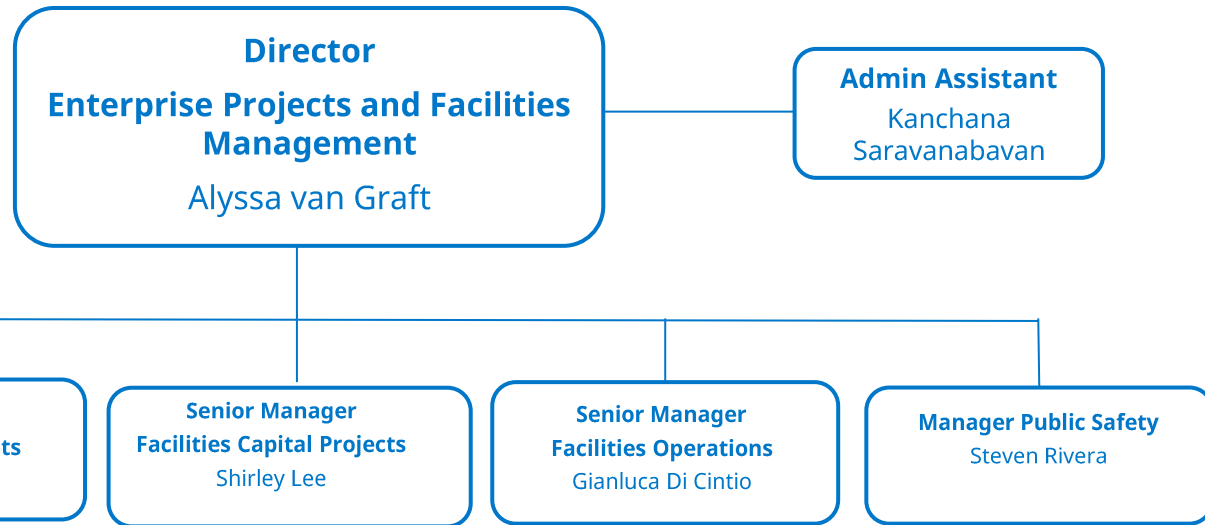 Director
Enterprise Projects and Facilities
Management
Alyssa van Graft
Admin Assistant
Kanchana
Saravanabavan
ts
Senior Manager
Facilities Capital Projects
Shirley Lee
Senior Manager
Facilities Operations
Gianluca Di Cintio
Manager Public Safety
Steven Rivera